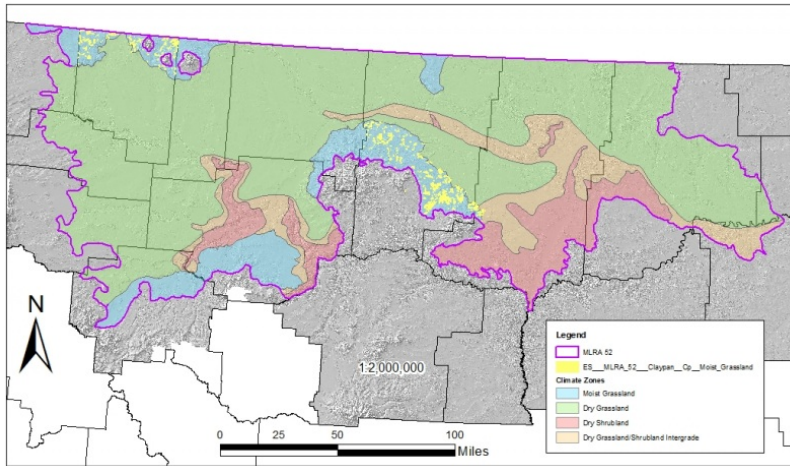 N
1:2,000,000
0 25 50 100
Miles
Legend
MLRA 52
ES___MLRA_52___Claypan__Cp__Moist_Grassland
Climate Zones
Moist Grassland
Dry Grassland
Dry Shrubland
Dry Grassland/Shrubland Intergrade